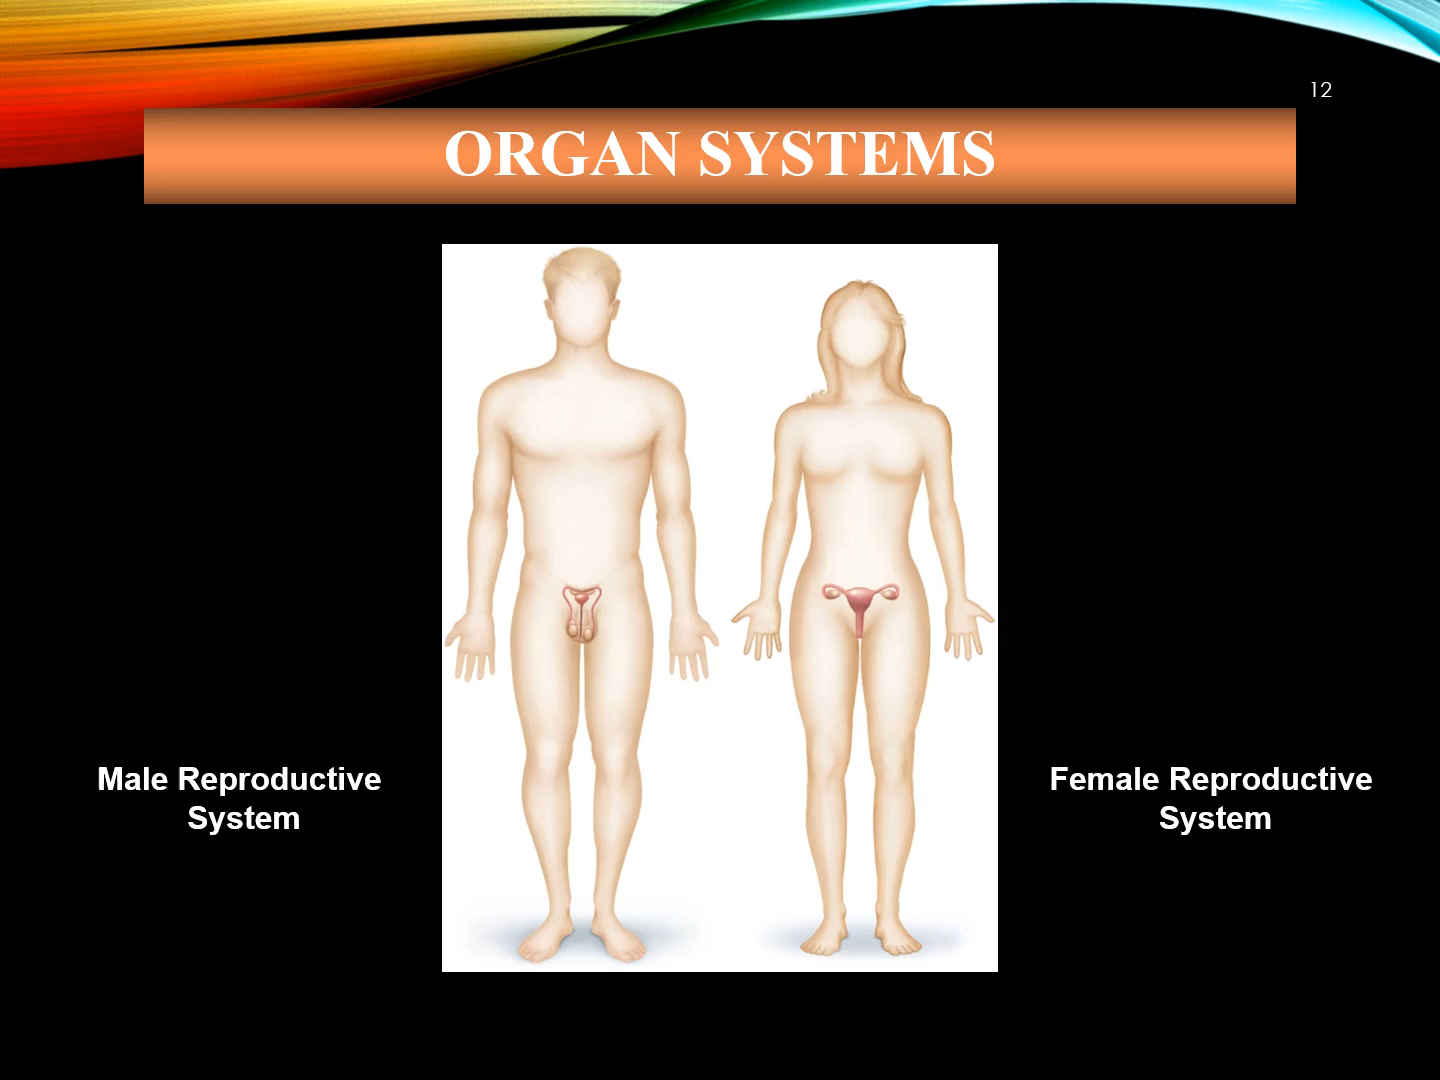 12
ORGAN SYSTEMS
Male Reproductive
System
Female Reproductive
System